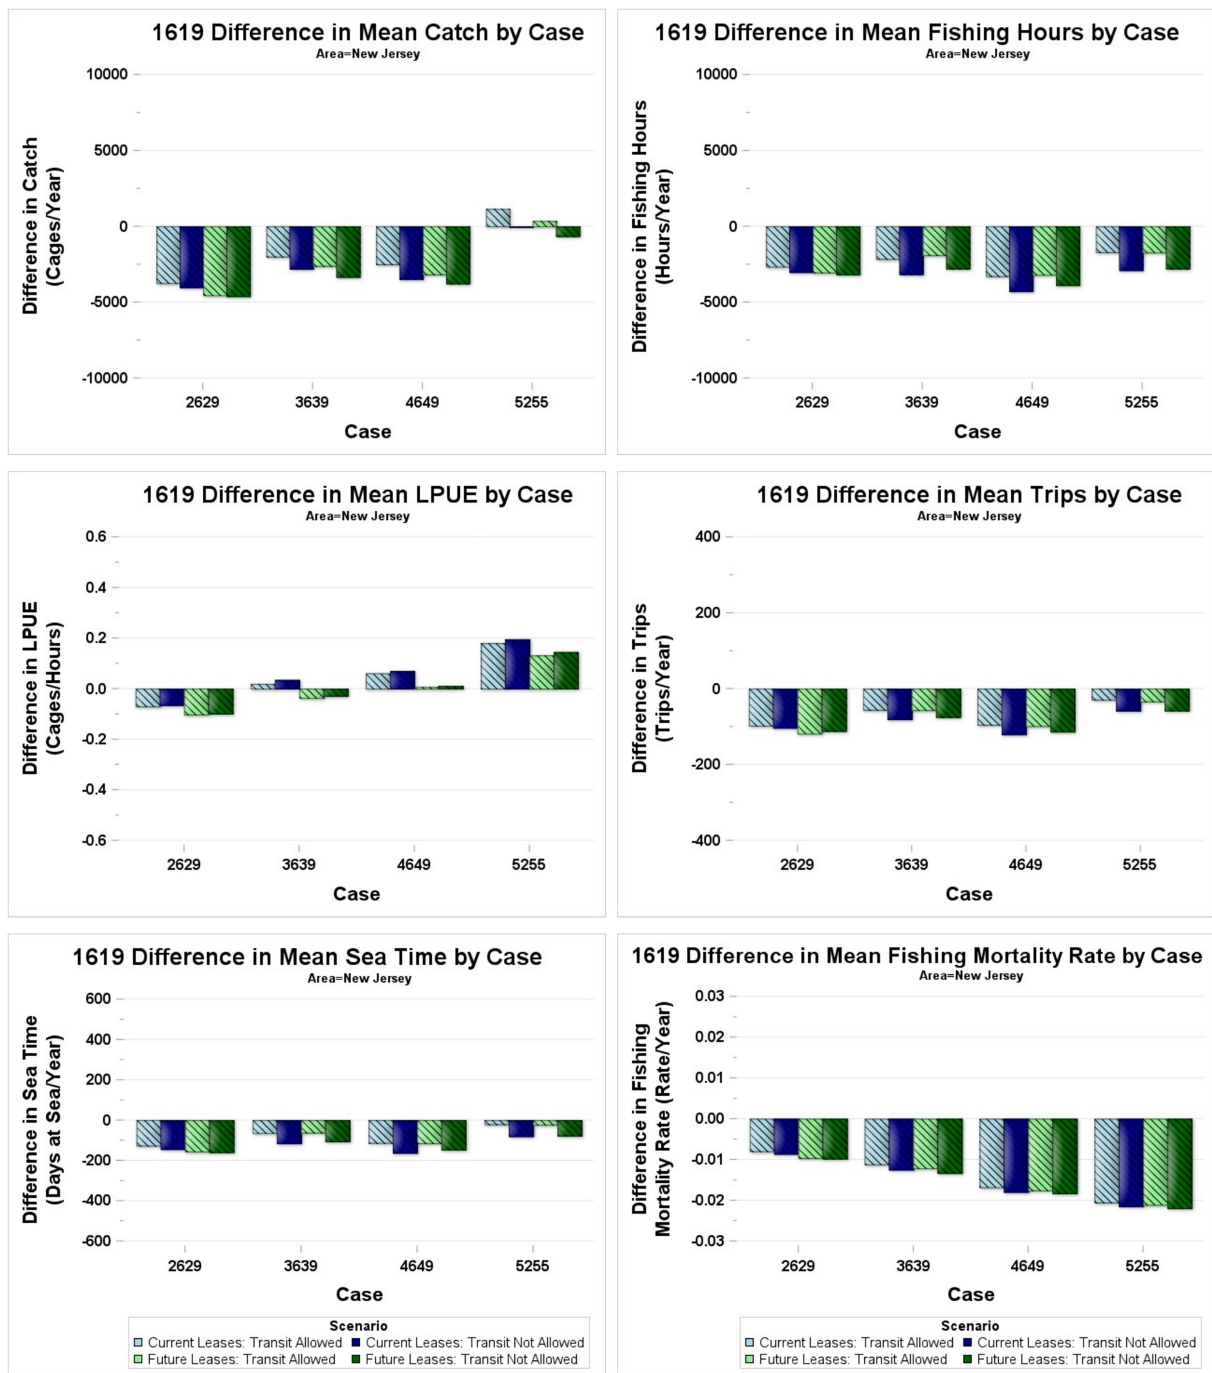 1619 Difference in Mean Catch by Case
Area=New Jersey
Difference in Catch
(Cages/Year)
10000
5000
0
-5000
-10000
2629 3639 4649 5255
Case
1619 Difference in Mean Fishing Hours by Case
Area=New Jersey
Difference in Fishing Hours
(Hours/Year)
10000
5000
0
-5000
-10000
2629 3639 4649 5255
Case
1619 Difference in Mean LPUE by Case
Area=New Jersey
Difference in LPUE
(Cages/Hours)
0.6
0.4
0.2
0.0
-0.2
-0.4
-0.6
2629 3639 4649 5255
Case
1619 Difference in Mean Trips by Case
Area=New Jersey
Difference in Trips
(Trips/Year)
400
200
0
-200
-400
2629 3639 4649 5255
Case
1619 Difference in Mean Sea Time by Case
Area=New Jersey
Difference in Sea Time
(Days at Sea/Year)
600
400
200
0
-200
-400
-600
2629 3639 4649 5255
Case
Scenario
Current Leases: Transit Allowed Current Leases: Transit Not Allowed
Future Leases: Transit Allowed Future Leases: Transit Not Allowed
1619 Difference in Mean Fishing Mortality Rate by Case
Area=New Jersey
Difference in Fishing
Mortality Rate (Rate/Year)
0.03
0.02
0.01
0.00
-0.01
-0.02
-0.03
2629 3639 4649 5255
Case
Scenario
Current Leases: Transit Allowed Current Leases: Transit Not Allowed
Future Leases: Transit Allowed Future Leases: Transit Not Allowed